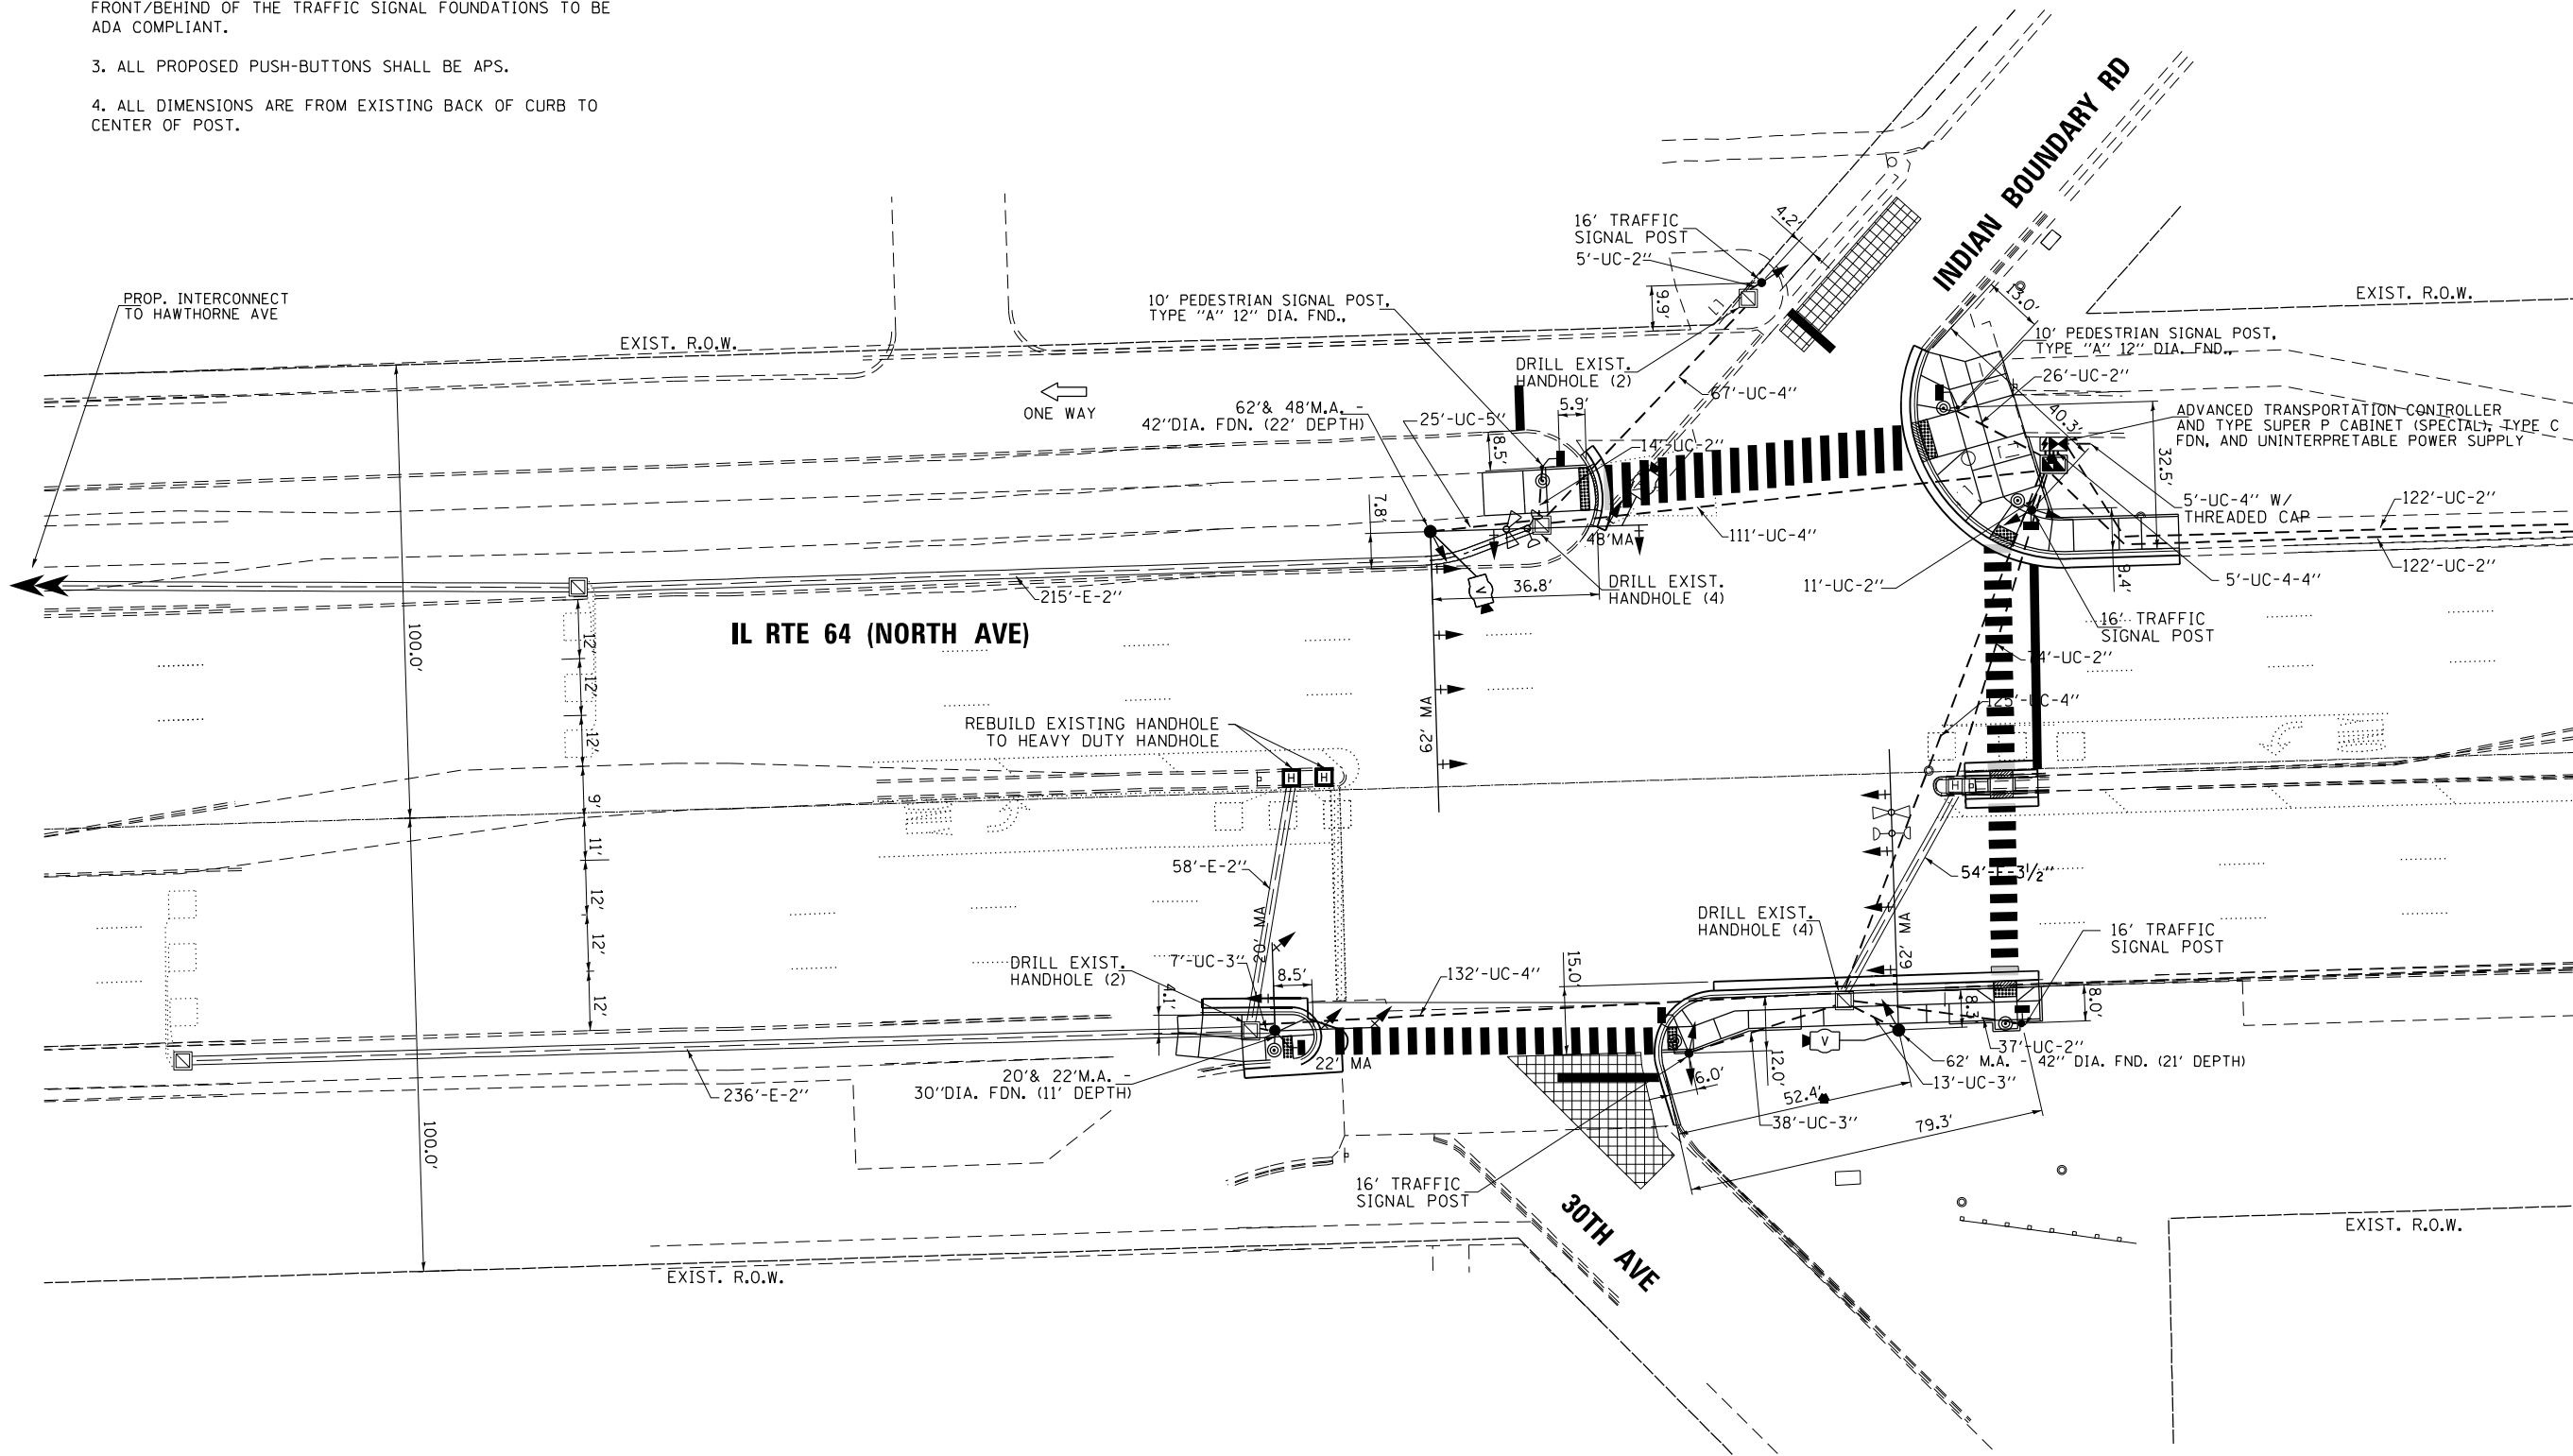 FRONT/BEHIND OF THE TRAFFIC SIGNAL FOUNDATIONS TO BE
ADA COMPLIANT.
3. ALL PROPOSED PUSH-BUTTONS SHALL BE APS.
4. ALL DIMENSIONS ARE FROM EXISTING BACK OF CURB TO
CENTER OF POST.
INDIAN BOUNDARY RD
16' TRAFFIC
SIGNAL POST
5'-UC-2"
4.2'
9.9'
PROP. INTERCONNECT
TO HAWTHORNE AVE
10' PEDESTRIAN SIGNAL POST,
TYPE "A" 12" DIA. FND.,
EXIST. R.O.W.
EXIST. R.O.W.
13.0'
10' PEDESTRIAN SIGNAL POST,
TYPE "A" 12" DIA. FND.,
DRILL EXIST.
HANDHOLE (2)
67'-UC-4"
26'-UC-2"
ONE WAY
62'& 48'M.A. -
42"DIA. FDN. (22' DEPTH)
25'-UC-5"
5.9'
8.5'
14'-UC-2"
40.3'
ADVANCED TRANSPORTATION CONTROLLER
AND TYPE SUPER P CABINET (SPECIAL), TYPE C
FDN, AND UNINTERPRETABLE POWER SUPPLY
32.5'
7.8'
5'-UC-4" W/
THREADED CAP
122'-UC-2"
48'MA
111'-UC-4"
122'-UC-2"
9.4'
5'-UC-4-4"
11'-UC-2"
V
36.8'
DRILL EXIST.
HANDHOLE (4)
215'-E-2"
IL RTE 64 (NORTH AVE)
100.0'
12'
12'
12'
9'
11'
12'
12'
12'
16' TRAFFIC
SIGNAL POST
74'-UC-2"
125'-UC-4"
62' MA
REBUILD EXISTING HANDHOLE
TO HEAVY DUTY HANDHOLE
H
H
H
58'-E-2"
54'-E-3½"
20' MA
62' MA
DRILL EXIST.
HANDHOLE (4)
16' TRAFFIC
SIGNAL POST
DRILL EXIST.
HANDHOLE (2)
7'-UC-3"
8.5'
4.1'
132'-UC-4"
15.0'
8.3'
8.0'
22' MA
V
37'-UC-2"
62' M.A. - 42" DIA. FND. (21' DEPTH)
13'-UC-3"
12.0'
6.0'
52.4'
38'-UC-3"
79.3'
20'& 22'M.A. -
30"DIA. FDN. (11' DEPTH)
236'-E-2"
100.0'
16' TRAFFIC
SIGNAL POST
30TH AVE
EXIST. R.O.W.
EXIST. R.O.W.